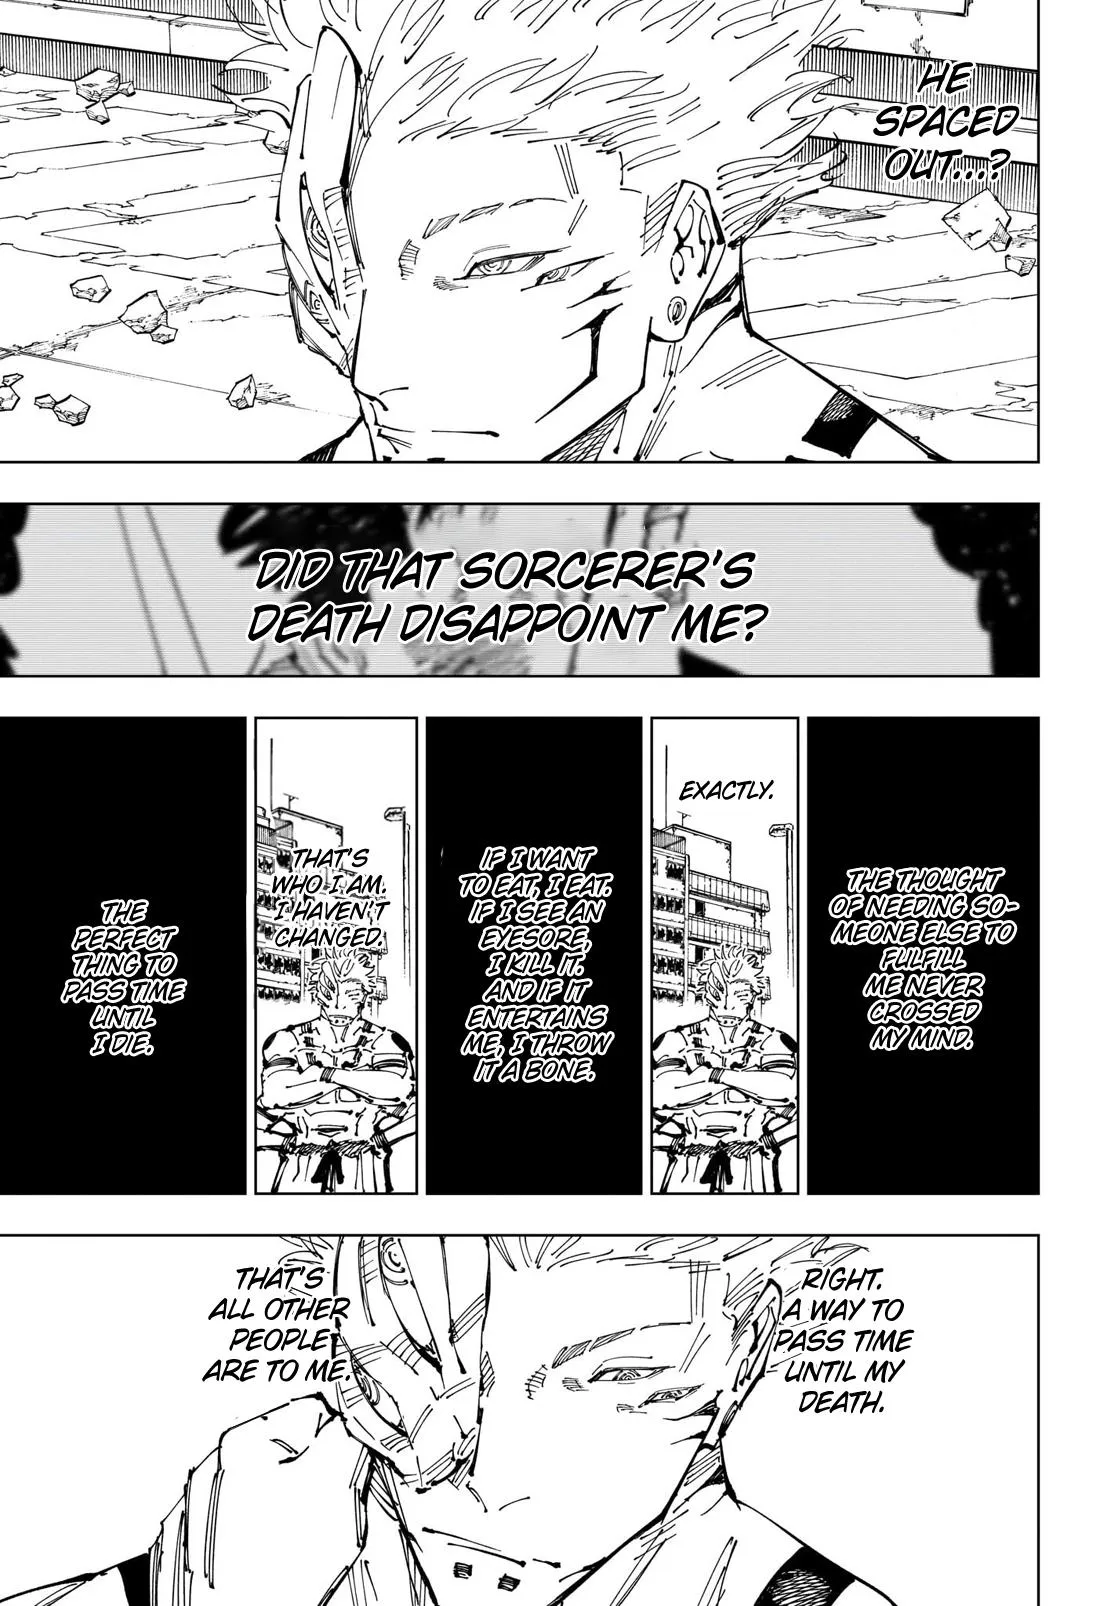 HE
SPACED
OUT...?
DID THAT SORCERER'S
DEATH DISAPPOINT ME?
THE THOUGHT
OF NEEDING SO-
MEONE ELSE TO
FULFILL
ME NEVER
CROSSED
MY MIND.
EXACTLY.
IF I WANT
TO EAT, I EAT.
IF I SEE AN
EYESORE,
I KILL IT.
AND IF IT
ENTERTAINS
ME, I THROW
IT A BONE.
THAT'S
WHO I AM.
I HAVEN'T
CHANGED.
THE
PERFECT
THING TO
PASS TIME
UNTIL
I DIE.
RIGHT.
A WAY TO
PASS TIME
UNTIL MY
DEATH.
THAT'S
ALL OTHER
PEOPLE
ARE TO ME.